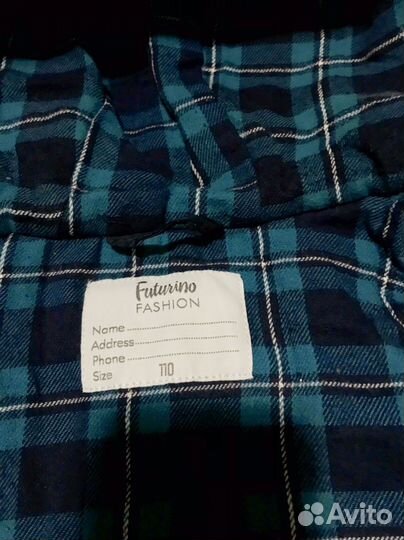 Futurino
FASHION
Name..............................
Address..........................
Phone............................
Size 110
Avito